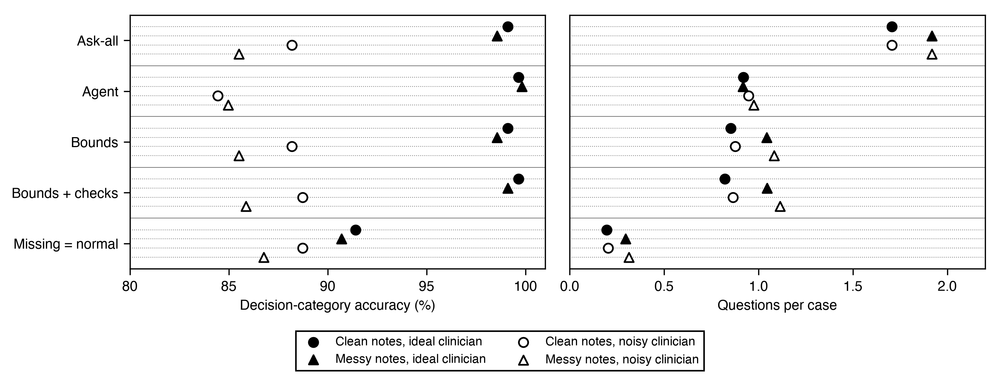 Ask-all
Agent
Bounds
Bounds + checks
Missing = normal
80 85 90 95 100
Decision-category accuracy (%)
0.0 0.5 1.0 1.5 2.0
Questions per case
Clean notes, ideal clinician
Messy notes, ideal clinician
Clean notes, noisy clinician
Messy notes, noisy clinician